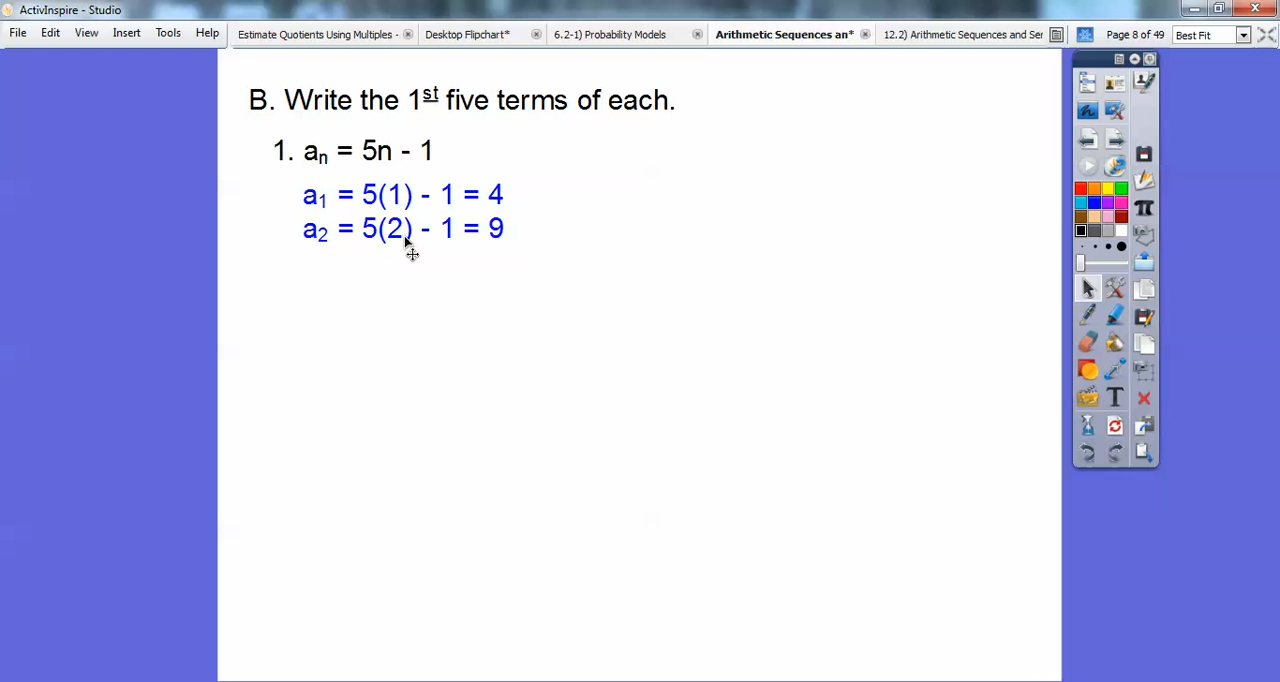 ActivInspire - Studio
File Edit View Insert Tools Help
Estimate Quotients Using Multiples - Desktop Flipchart* 6.2-1) Probability Models Arithmetic Sequences an* 12.2) Arithmetic Sequences and Ser Page 8 of 49 Best Fit
B. Write the 1st five terms of each.
1. an = 5n - 1
a1 = 5(1) - 1 = 4
a2 = 5(2) - 1 = 9